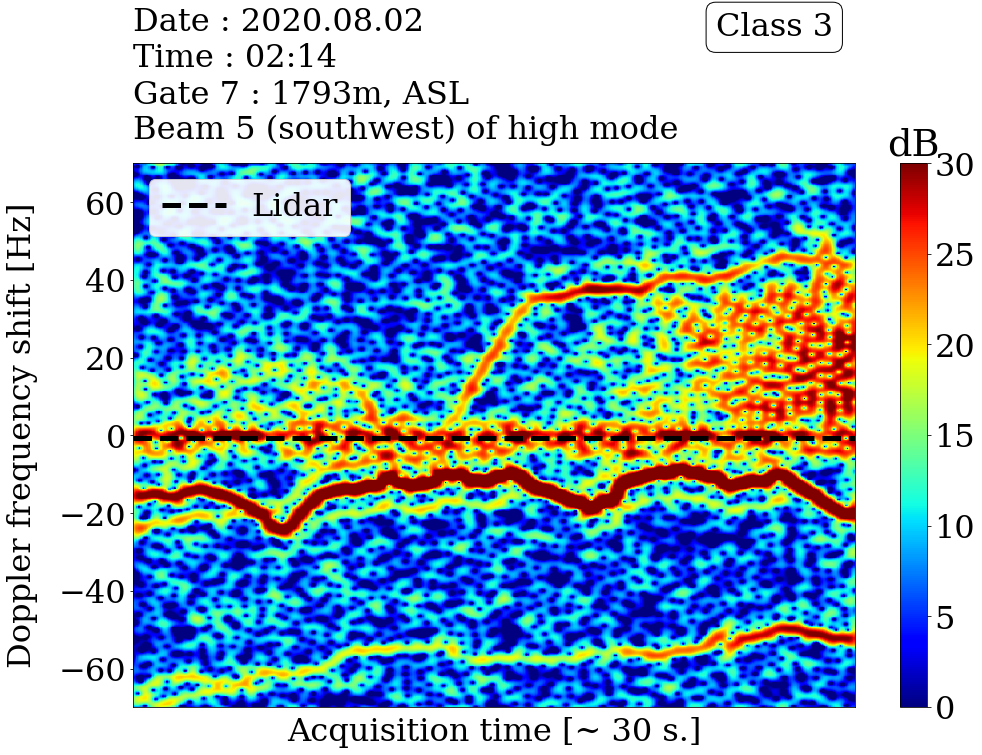 Date : 2020.08.02
Time : 02:14
Gate 7 : 1793m, ASL
Beam 5 (southwest) of high mode
Class 3
dB
Lidar
Doppler frequency shift [Hz]
60
40
20
0
−20
−40
−60
Acquisition time [~ 30 s.]
30
25
20
15
10
5
0